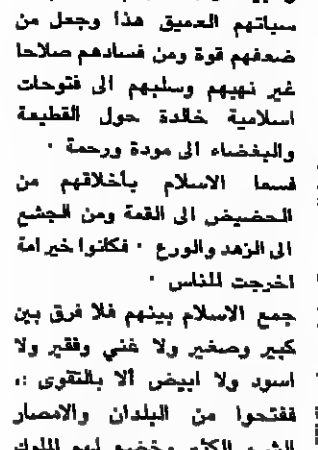 سباتهم العميق هذا وجعل من
ضعفهم قوة ومن فسادهم صلاحا
غير نهبهم وسلبهم الى فتوحات
اسلامية خالدة حول القطيعة
والبغضاء الى مودة ورحمة .
فسما الاسلام بأخلاقهم من
الحضيض الى القمة ومن الجشع
الى الزهد والورع . فكانوا خير امة
اخرجت للناس .
جمع الاسلام بينهم فلا فرق بين
كبير وصغير ولا غني وفقير ولا
اسود ولا ابيض ألا بالتقوى ..
ففتحوا من البلدان والامصار